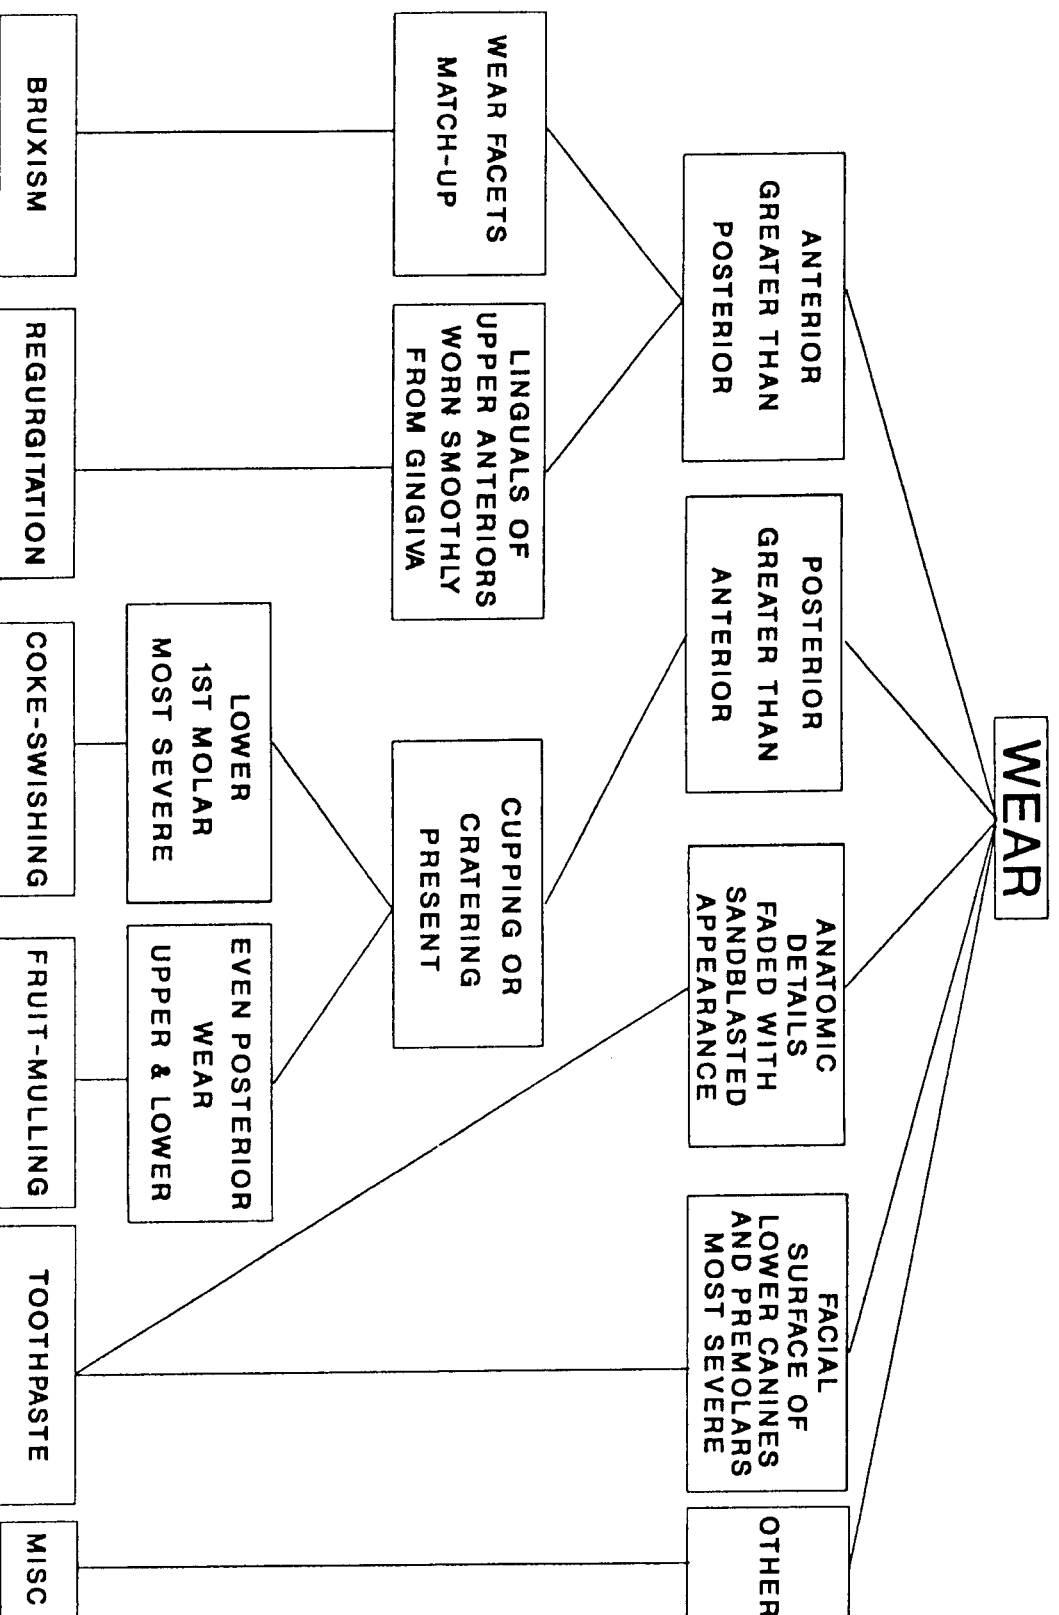 WEAR
ANTERIOR
GREATER THAN
POSTERIOR
POSTERIOR
GREATER THAN
ANTERIOR
ANATOMIC
DETAILS
FADED WITH
SANDBLASTED
APPEARANCE
FACIAL
SURFACE OF
LOWER CANINES
AND PREMOLARS
MOST SEVERE
OTHER
WEAR FACETS
MATCH-UP
LINGUALS OF
UPPER ANTERIORS
WORN SMOOTHLY
FROM GINGIVA
CUPPING OR
CRATERING
PRESENT
LOWER
1ST MOLAR
MOST SEVERE
EVEN POSTERIOR
WEAR
UPPER & LOWER
BRUXISM
REGURGITATION
COKE-SWISHING
FRUIT-MULLING
TOOTHPASTE
MISC